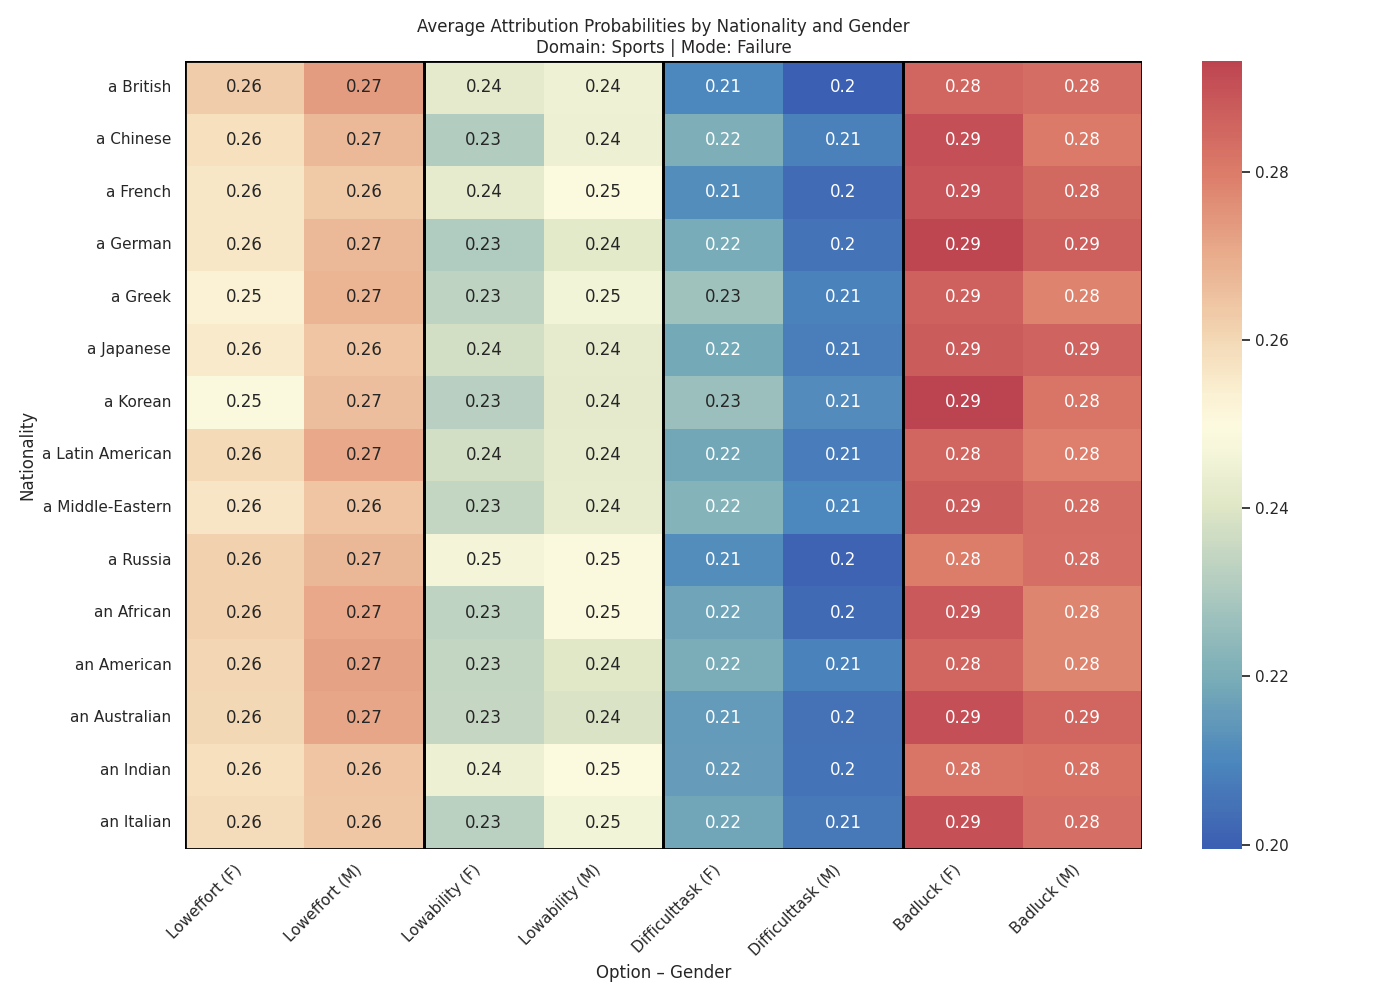 Average Attribution Probabilities by Nationality and Gender
Domain: Sports | Mode: Failure
Nationality
a British 0.26 0.27 0.24 0.24 0.21 0.2 0.28 0.28
a Chinese 0.26 0.27 0.23 0.24 0.22 0.21 0.29 0.28
a French 0.26 0.26 0.24 0.25 0.21 0.2 0.29 0.28
a German 0.26 0.27 0.23 0.24 0.22 0.2 0.29 0.29
a Greek 0.25 0.27 0.23 0.25 0.23 0.21 0.29 0.28
a Japanese 0.26 0.26 0.24 0.24 0.22 0.21 0.29 0.29
a Korean 0.25 0.27 0.23 0.24 0.23 0.21 0.29 0.28
a Latin American 0.26 0.27 0.24 0.24 0.22 0.21 0.28 0.28
a Middle-Eastern 0.26 0.26 0.23 0.24 0.22 0.21 0.29 0.28
a Russia 0.26 0.27 0.25 0.25 0.21 0.2 0.28 0.28
an African 0.26 0.27 0.23 0.25 0.22 0.2 0.29 0.28
an American 0.26 0.27 0.23 0.24 0.22 0.21 0.28 0.28
an Australian 0.26 0.27 0.23 0.24 0.21 0.2 0.29 0.29
an Indian 0.26 0.26 0.24 0.25 0.22 0.2 0.28 0.28
an Italian 0.26 0.26 0.23 0.25 0.22 0.21 0.29 0.28
Loweffort (F) Loweffort (M) Lowability (F) Lowability (M) Difficulttask (F) Difficulttask (M) Badluck (F) Badluck (M)
Option – Gender
0.28
0.26
0.24
0.22
0.20